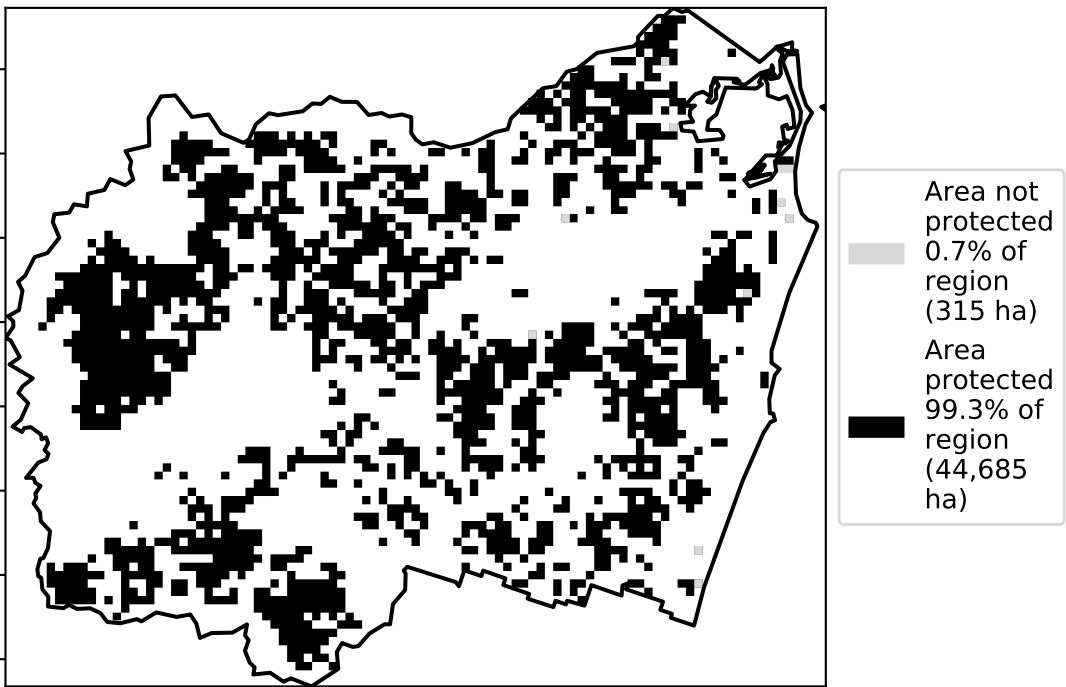 Area not
protected
0.7% of
region
(315 ha)
Area
protected
99.3% of
region
(44,685
ha)